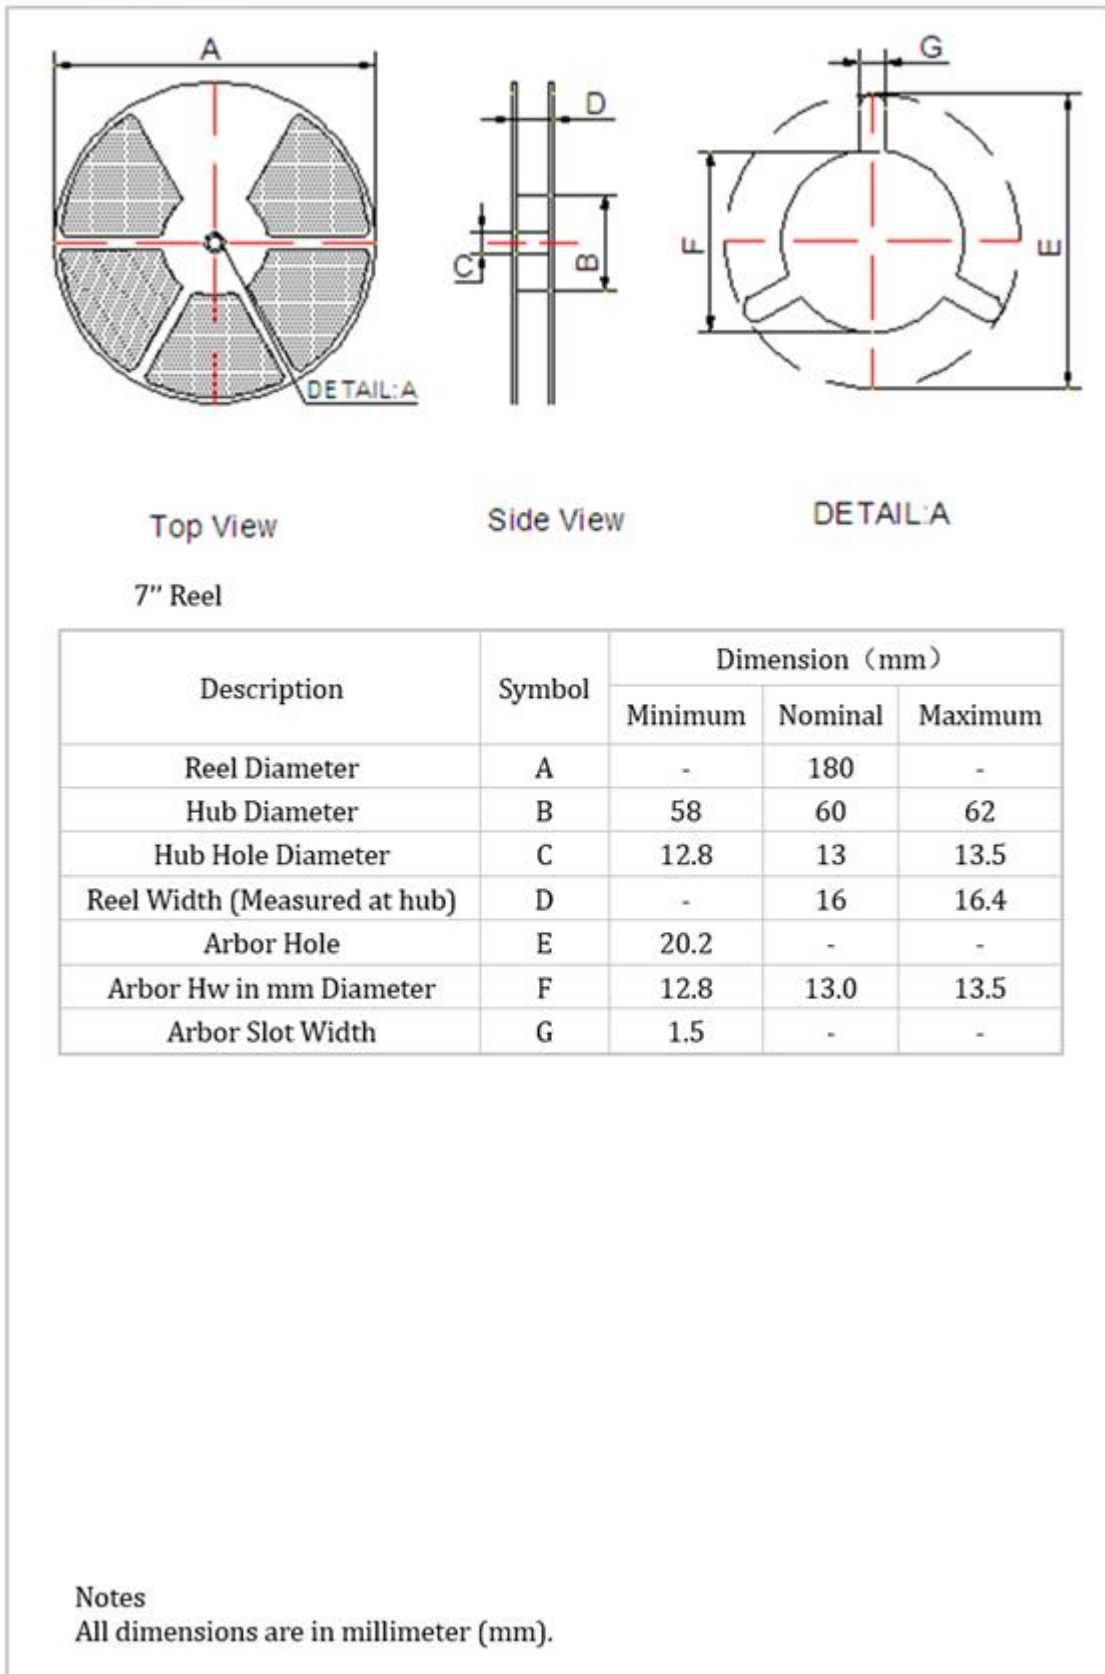 A
D
G
C
B
F
E
DETAIL:A
Top View
Side View
DETAIL:A
7″ Reel
Description Symbol Dimension（mm）
Minimum Nominal Maximum
Reel Diameter A - 180 -
Hub Diameter B 58 60 62
Hub Hole Diameter C 12.8 13 13.5
Reel Width (Measured at hub) D - 16 16.4
Arbor Hole E 20.2 - -
Arbor Hw in mm Diameter F 12.8 13.0 13.5
Arbor Slot Width G 1.5 - -
Notes
All dimensions are in millimeter (mm).